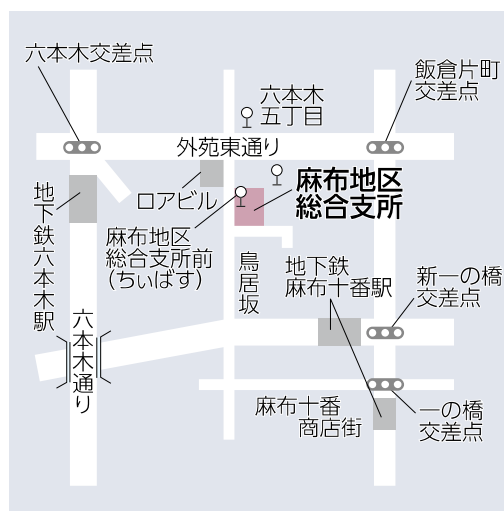 六本木交差点
飯倉片町
交差点
六本木
五丁目
外苑東通り
麻布地区
総合支所
ロアビル
地下鉄六本木駅
麻布地区
総合支所前
(ちぃばす)
鳥居坂
地下鉄
麻布十番駅
新一の橋
交差点
六本木通り
麻布十番
商店街
一の橋
交差点